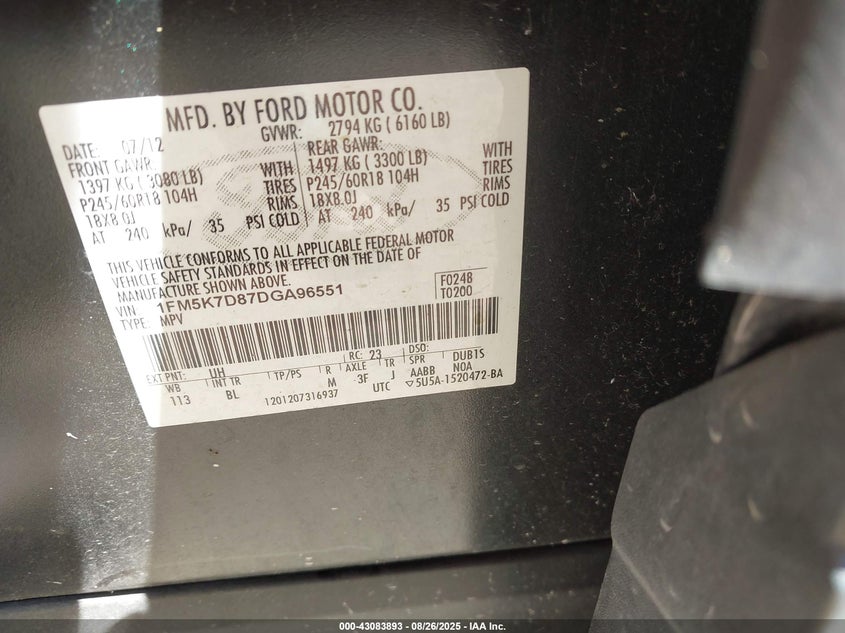 MFD. BY FORD MOTOR CO.
DATE: 07/12 GVWR: 2794 KG ( 6160 LB)
FRONT GAWR: REAR GAWR:
1397 KG ( 3080 LB) WITH 1497 KG ( 3300 LB) WITH
P245/60R18 104H TIRES P245/60R18 104H TIRES
18X8.0J RIMS 18X8.0J RIMS
AT 240 kPa/ 35 PSI COLD AT 240 kPa/ 35 PSI COLD
THIS VEHICLE CONFORMS TO ALL APPLICABLE FEDERAL MOTOR
VEHICLE SAFETY STANDARDS IN EFFECT ON THE DATE OF
MANUFACTURE SHOWN ABOVE.
VIN: 1FM5K7D87DGA96551 F0248
TYPE: MPV T0200
EXT PNT: UH RC: 23 DSO:
WB INT TR TP/PS R AXLE TR SPR DUB1S
113 BL M 3F J AABB NOA
1201207316937 UTC ▽5U5A-1520472-BA
000-43083893 - 08/26/2025 - IAA Inc.